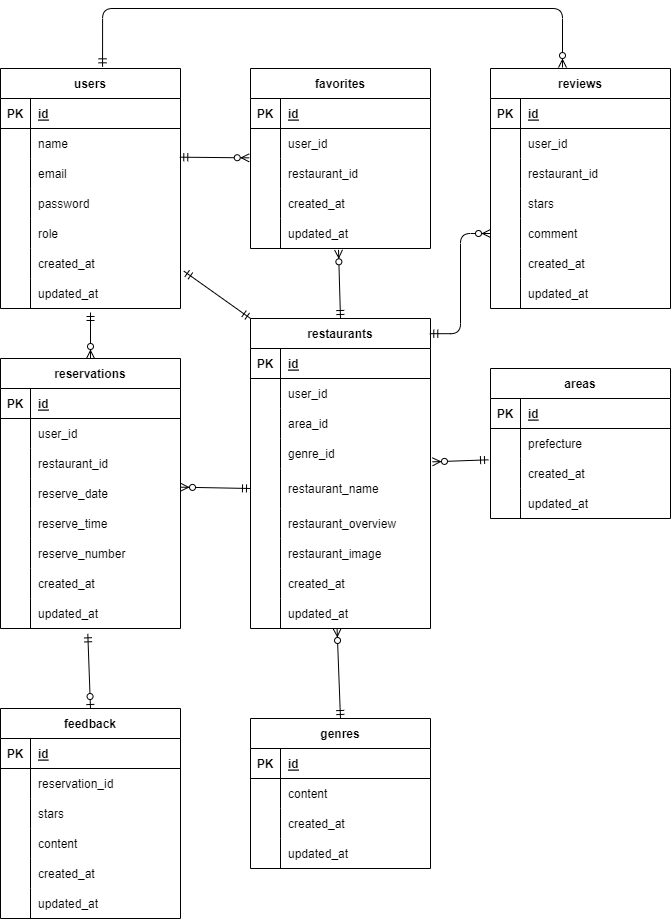 users
PK id
name
email
password
role
created_at
updated_at
favorites
PK id
user_id
restaurant_id
created_at
updated_at
reviews
PK id
user_id
restaurant_id
stars
comment
created_at
updated_at
reservations
PK id
user_id
restaurant_id
reserve_date
reserve_time
reserve_number
created_at
updated_at
restaurants
PK id
user_id
area_id
genre_id
restaurant_name
restaurant_overview
restaurant_image
created_at
updated_at
areas
PK id
prefecture
created_at
updated_at
feedback
PK id
reservation_id
stars
content
created_at
updated_at
genres
PK id
content
created_at
updated_at